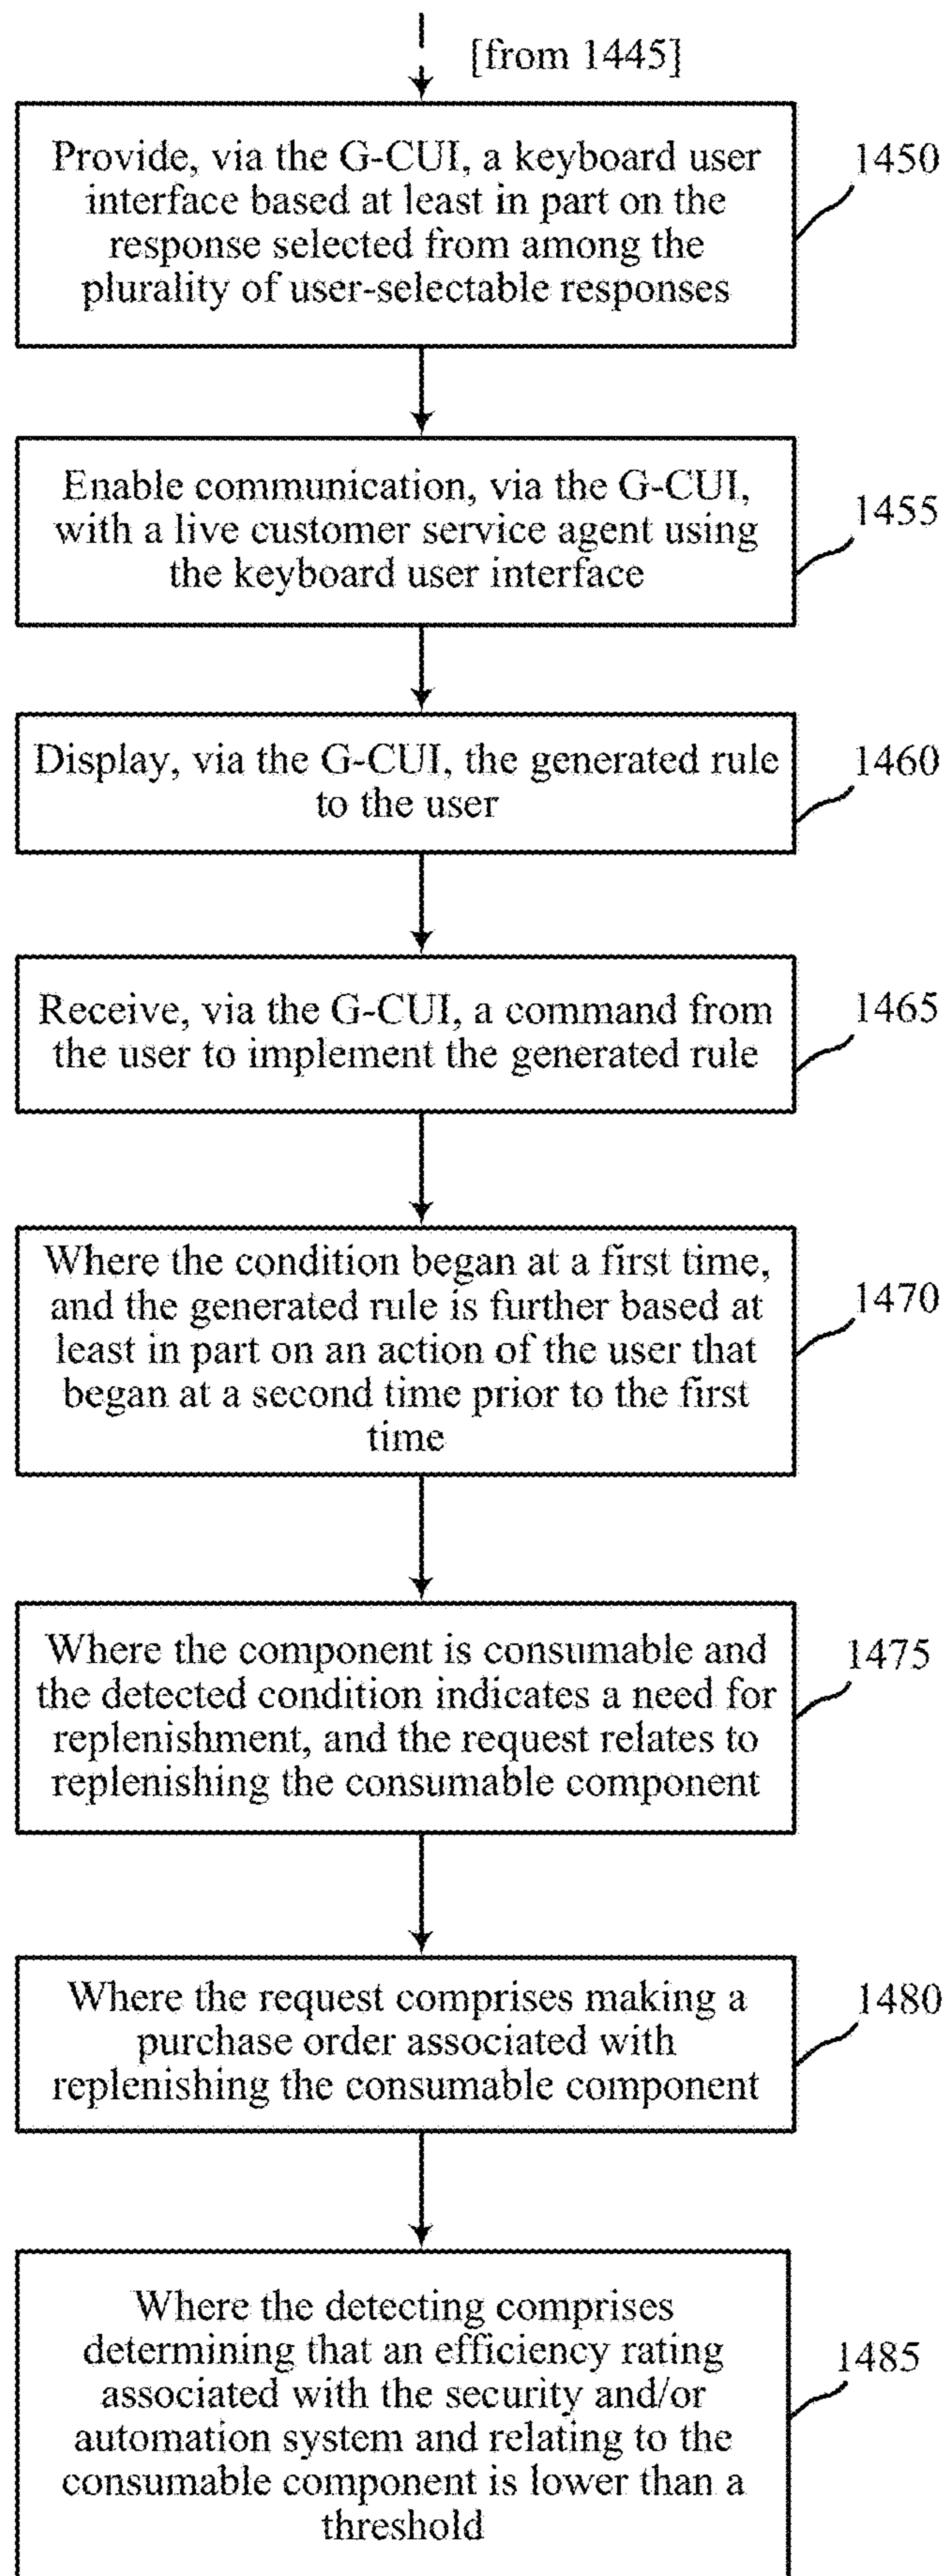 [from 1445]
Provide, via the G-CUI, a keyboard user
interface based at least in part on the
response selected from among the
plurality of user-selectable responses
1450
Enable communication, via the G-CUI,
with a live customer service agent using
the keyboard user interface
1455
Display, via the G-CUI, the generated rule
to the user
1460
Receive, via the G-CUI, a command from
the user to implement the generated rule
1465
Where the condition began at a first time,
and the generated rule is further based at
least in part on an action of the user that
began at a second time prior to the first
time
1470
Where the component is consumable and
the detected condition indicates a need for
replenishment, and the request relates to
replenishing the consumable component
1475
Where the request comprises making a
purchase order associated with
replenishing the consumable component
1480
Where the detecting comprises
determining that an efficiency rating
associated with the security and/or
automation system and relating to the
consumable component is lower than a
threshold
1485